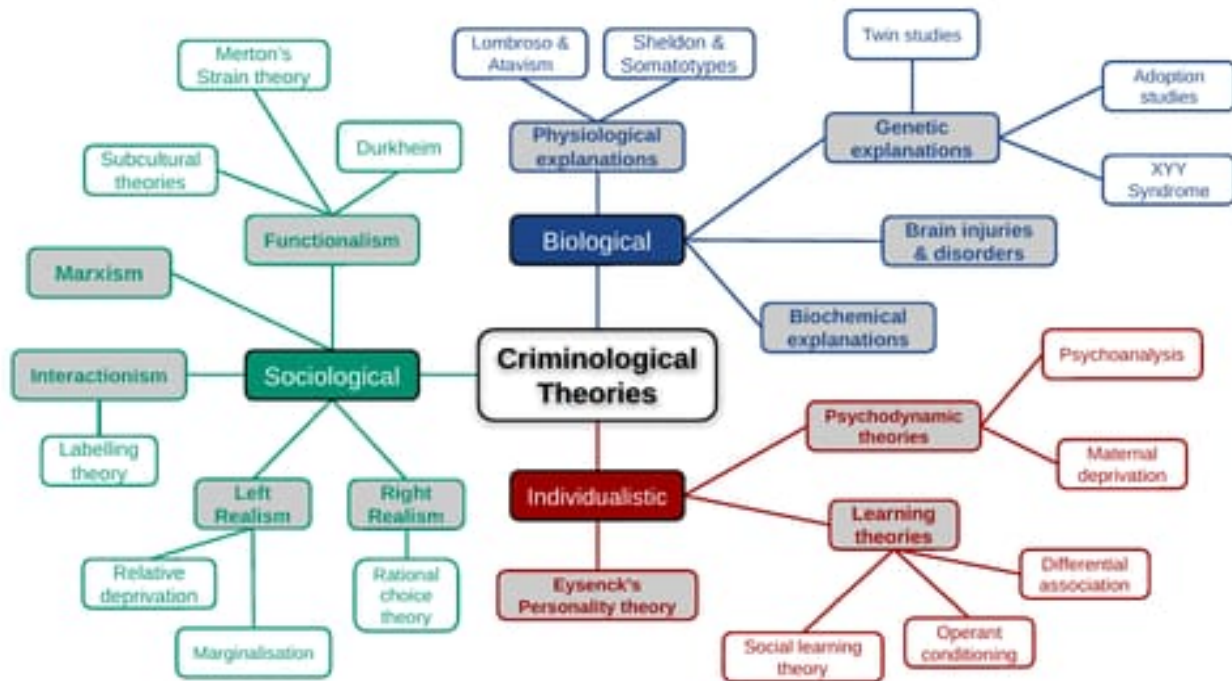 Merton's
Strain theory
Lombroso &
Atavism
Sheldon &
Somatotypes
Twin studies
Adoption
studies
Subcultural
theories
Durkheim
Physiological
explanations
Genetic
explanations
XYY
Syndrome
Functionalism
Biological
Brain injuries
& disorders
Marxism
Biochemical
explanations
Interactionism
Sociological
Criminological
Theories
Psychoanalysis
Labelling
theory
Psychodynamic
theories
Maternal
deprivation
Left
Realism
Right
Realism
Individualistic
Learning
theories
Relative
deprivation
Rational
choice
theory
Eysenck's
Personality theory
Differential
association
Marginalisation
Social learning
theory
Operant
conditioning